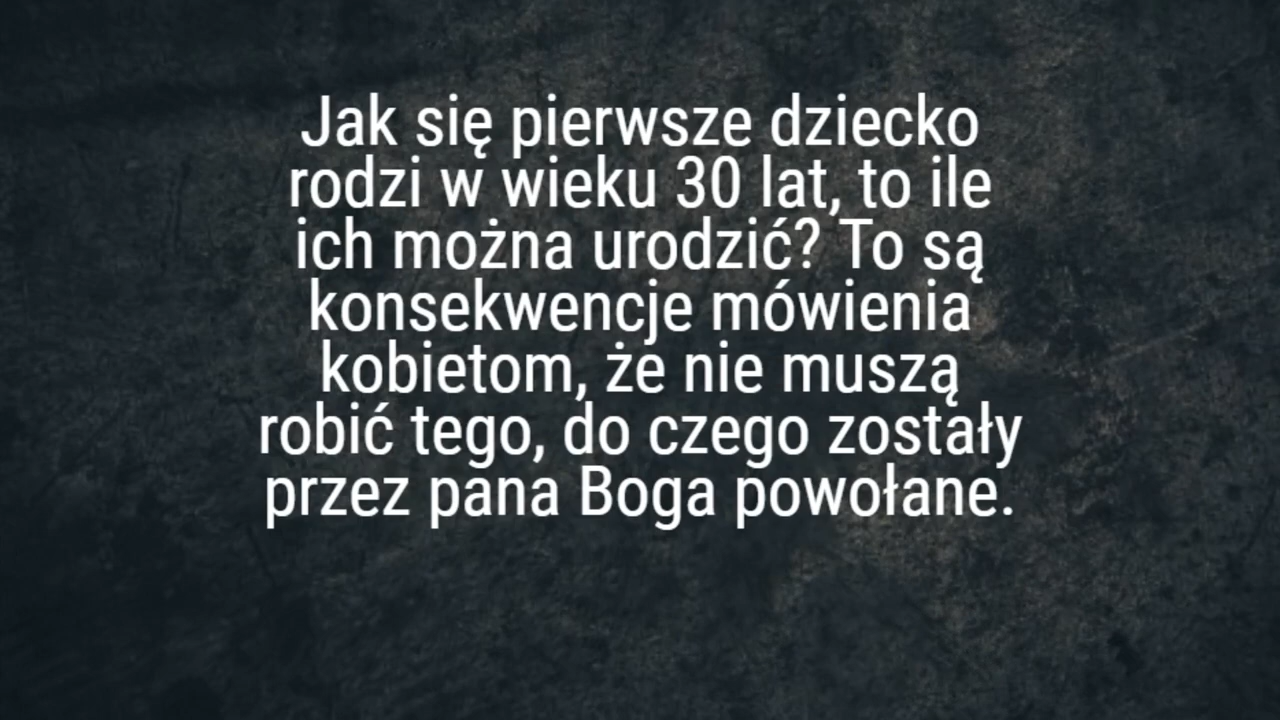 Jak się pierwsze dziecko
rodzi w wieku 30 lat, to ile
ich można urodzić? To są
konsekwencje mówienia
kobietom, że nie muszą
robić tego, do czego zostały
przez pana Boga powołane.